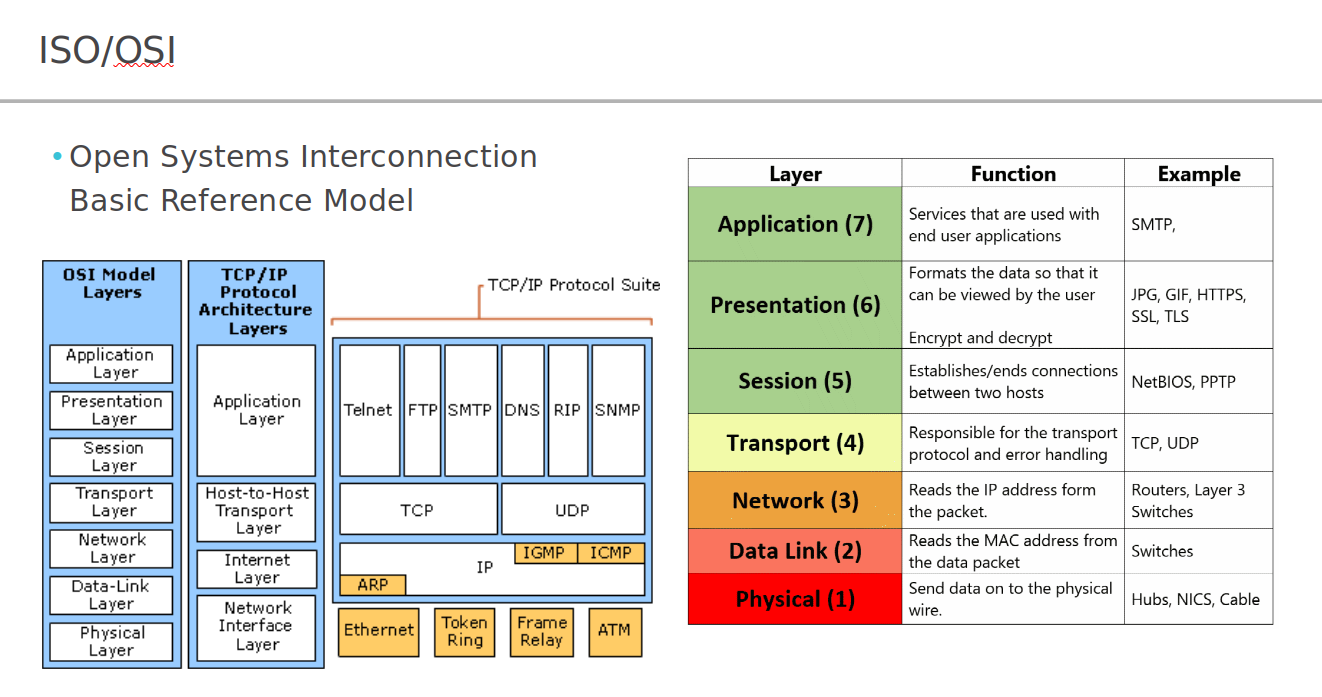 ISO/OSI
• Open Systems Interconnection
Basic Reference Model
OSI Model
Layers
Application
Layer
Presentation
Layer
Session
Layer
Transport
Layer
Network
Layer
Data-Link
Layer
Physical
Layer
TCP/IP
Protocol
Architecture
Layers
Application
Layer
Host-to-Host
Transport
Layer
Internet
Layer
Network
Interface
Layer
TCP/IP Protocol Suite
Telnet FTP SMTP DNS RIP SNMP
TCP UDP
IP IGMP ICMP
ARP
Ethernet
Token
Ring
Frame
Relay
ATM
Layer Function Example
Application (7)
Services that are used with
end user applications
SMTP,
Presentation (6)
Formats the data so that it
can be viewed by the user
Encrypt and decrypt
JPG, GIF, HTTPS,
SSL, TLS
Session (5)
Establishes/ends connections
between two hosts
NetBIOS, PPTP
Transport (4)
Responsible for the transport
protocol and error handling
TCP, UDP
Network (3)
Reads the IP address form
the packet.
Routers, Layer 3
Switches
Data Link (2)
Reads the MAC address from
the data packet
Switches
Physical (1)
Send data on to the physical
wire.
Hubs, NICS, Cable